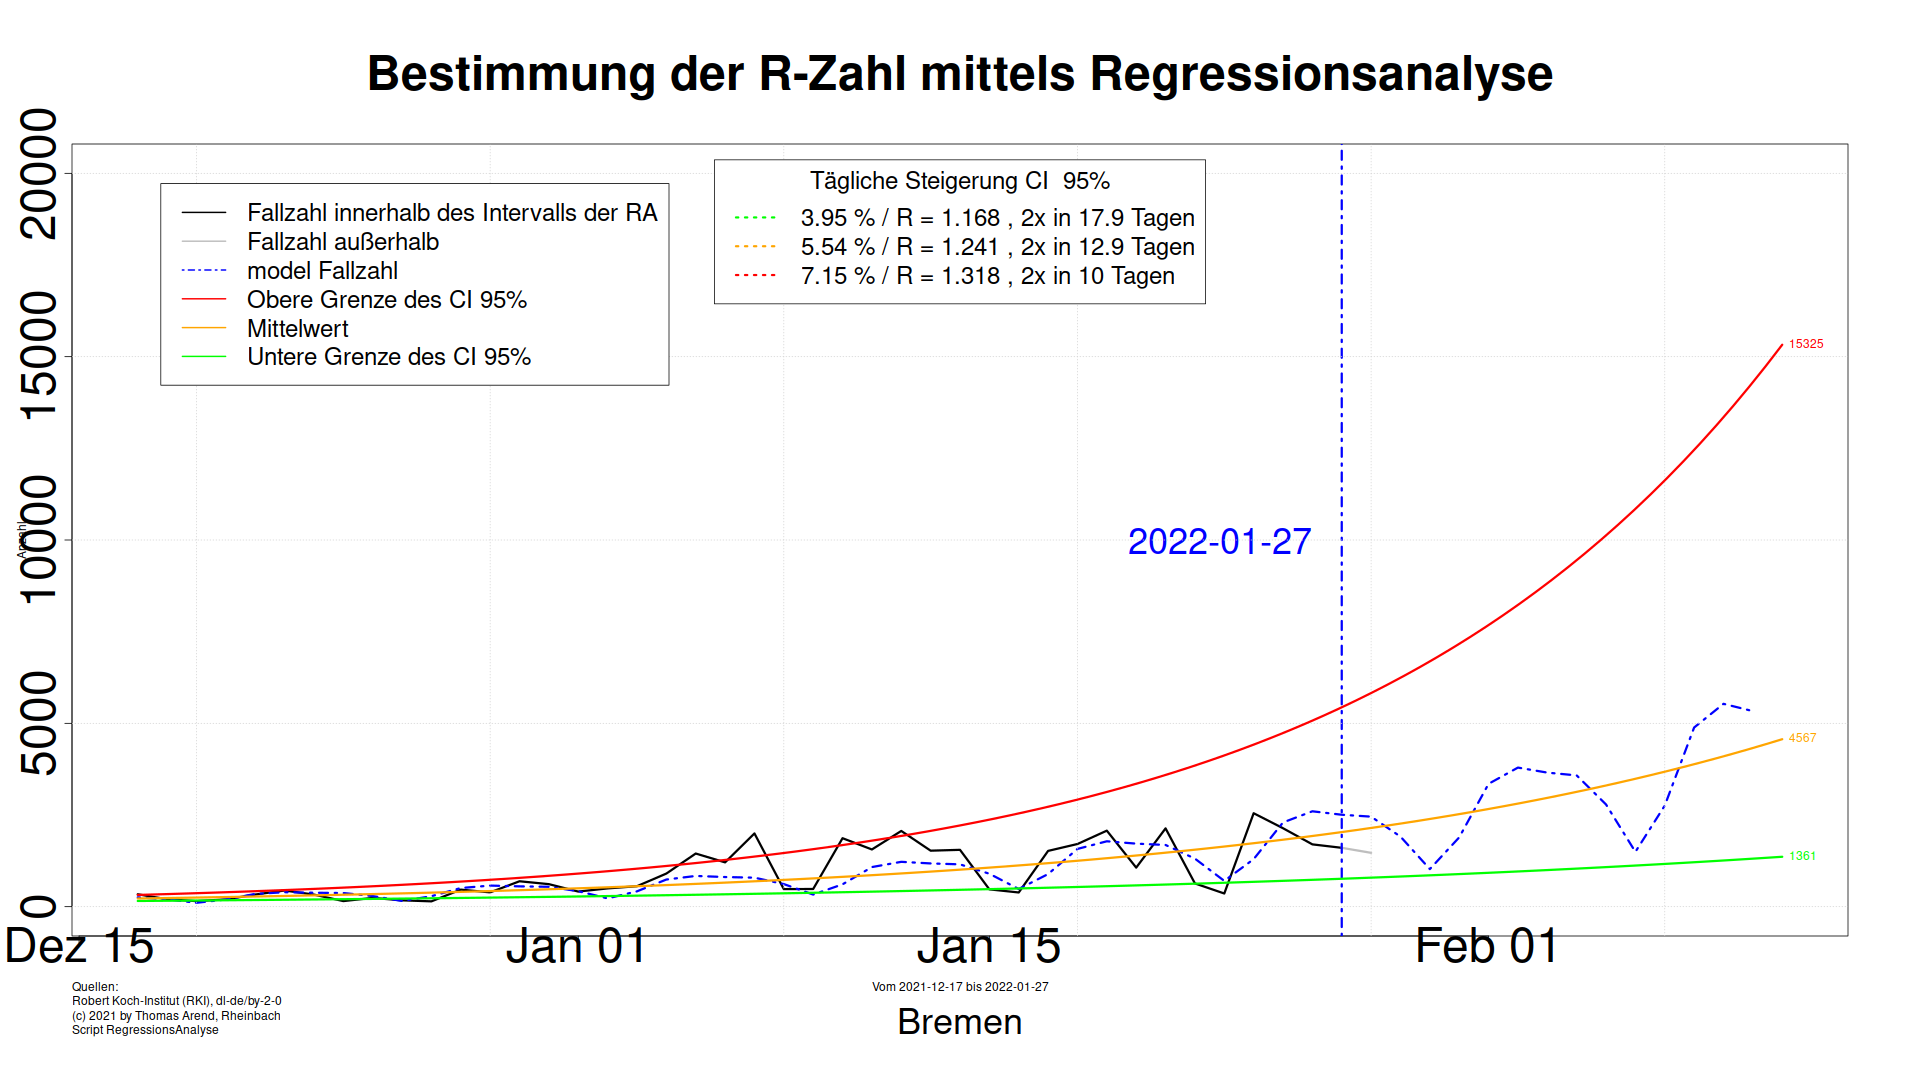 Bestimmung der R-Zahl mittels Regressionsanalyse
20000
15000
10000
5000
0
Anzahl
Fallzahl innerhalb des Intervalls der RA
Fallzahl außerhalb
model Fallzahl
Obere Grenze des CI 95%
Mittelwert
Untere Grenze des CI 95%
Tägliche Steigerung CI 95%
3.95 % / R = 1.168 , 2x in 17.9 Tagen
5.54 % / R = 1.241 , 2x in 12.9 Tagen
7.15 % / R = 1.318 , 2x in 10 Tagen
15325
2022-01-27
4567
1361
Dez 15
Jan 01
Jan 15
Feb 01
Quellen:
Robert Koch-Institut (RKI), dl-de/by-2-0
(c) 2021 by Thomas Arend, Rheinbach
Script RegressionsAnalyse
Vom 2021-12-17 bis 2022-01-27
Bremen